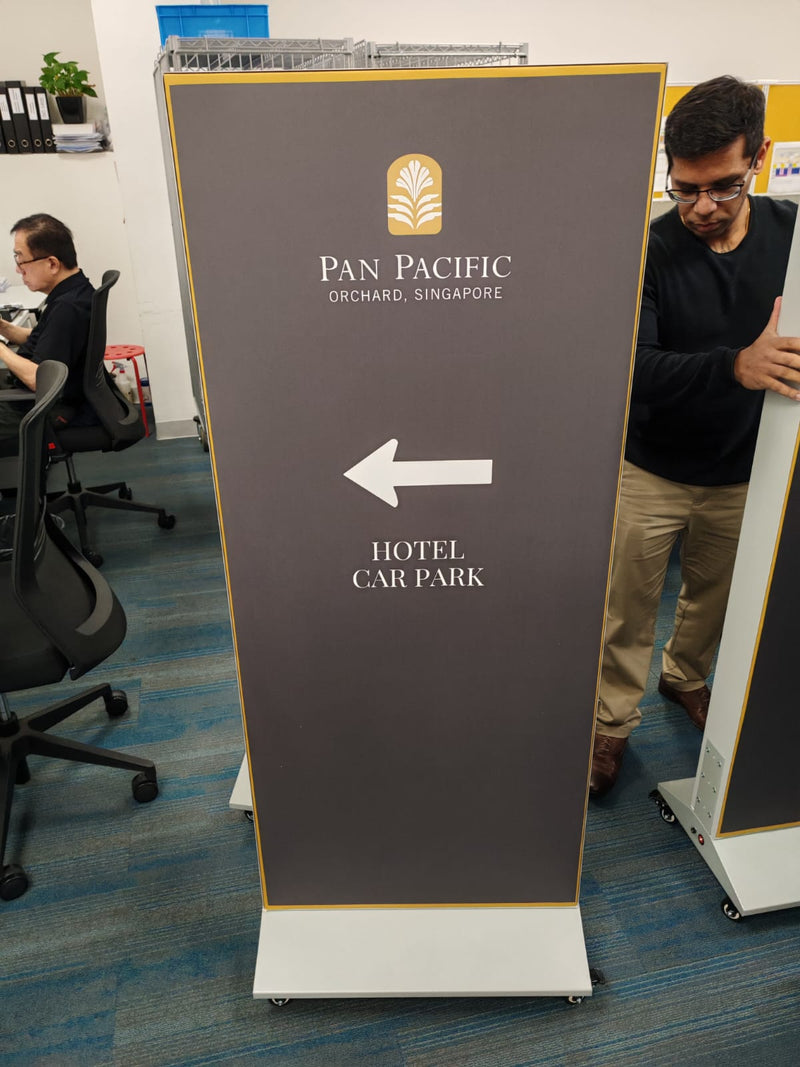 PAN PACIFIC
ORCHARD, SINGAPORE
HOTEL
CAR PARK